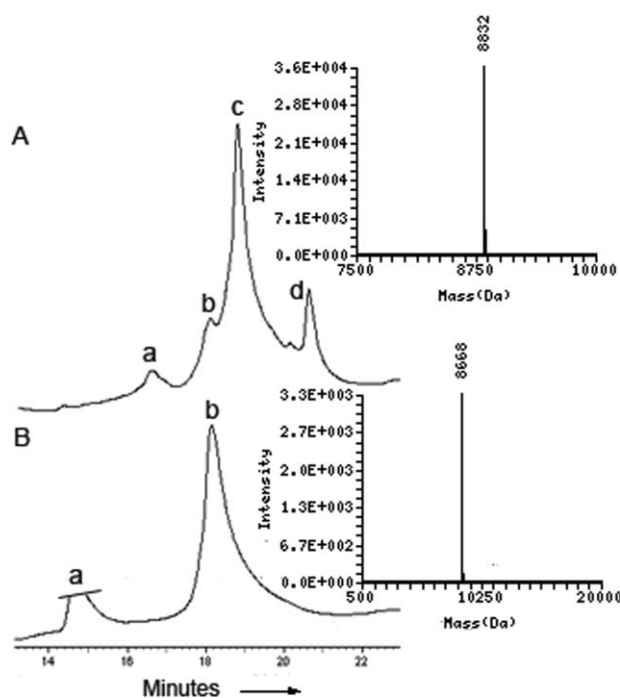 8832
3.6E+004
2.8E+004
2.1E+004
1.4E+004
7.1E+003
0.0E+000
Intensity
7500 8750 10000
Mass(Da)
A
a b c d
8668
3.3E+003
2.7E+003
2.0E+003
1.3E+003
6.7E+002
0.0E+000
Intensity
500 10250 20000
Mass(Da)
B
a b
14 16 18 20 22
Minutes